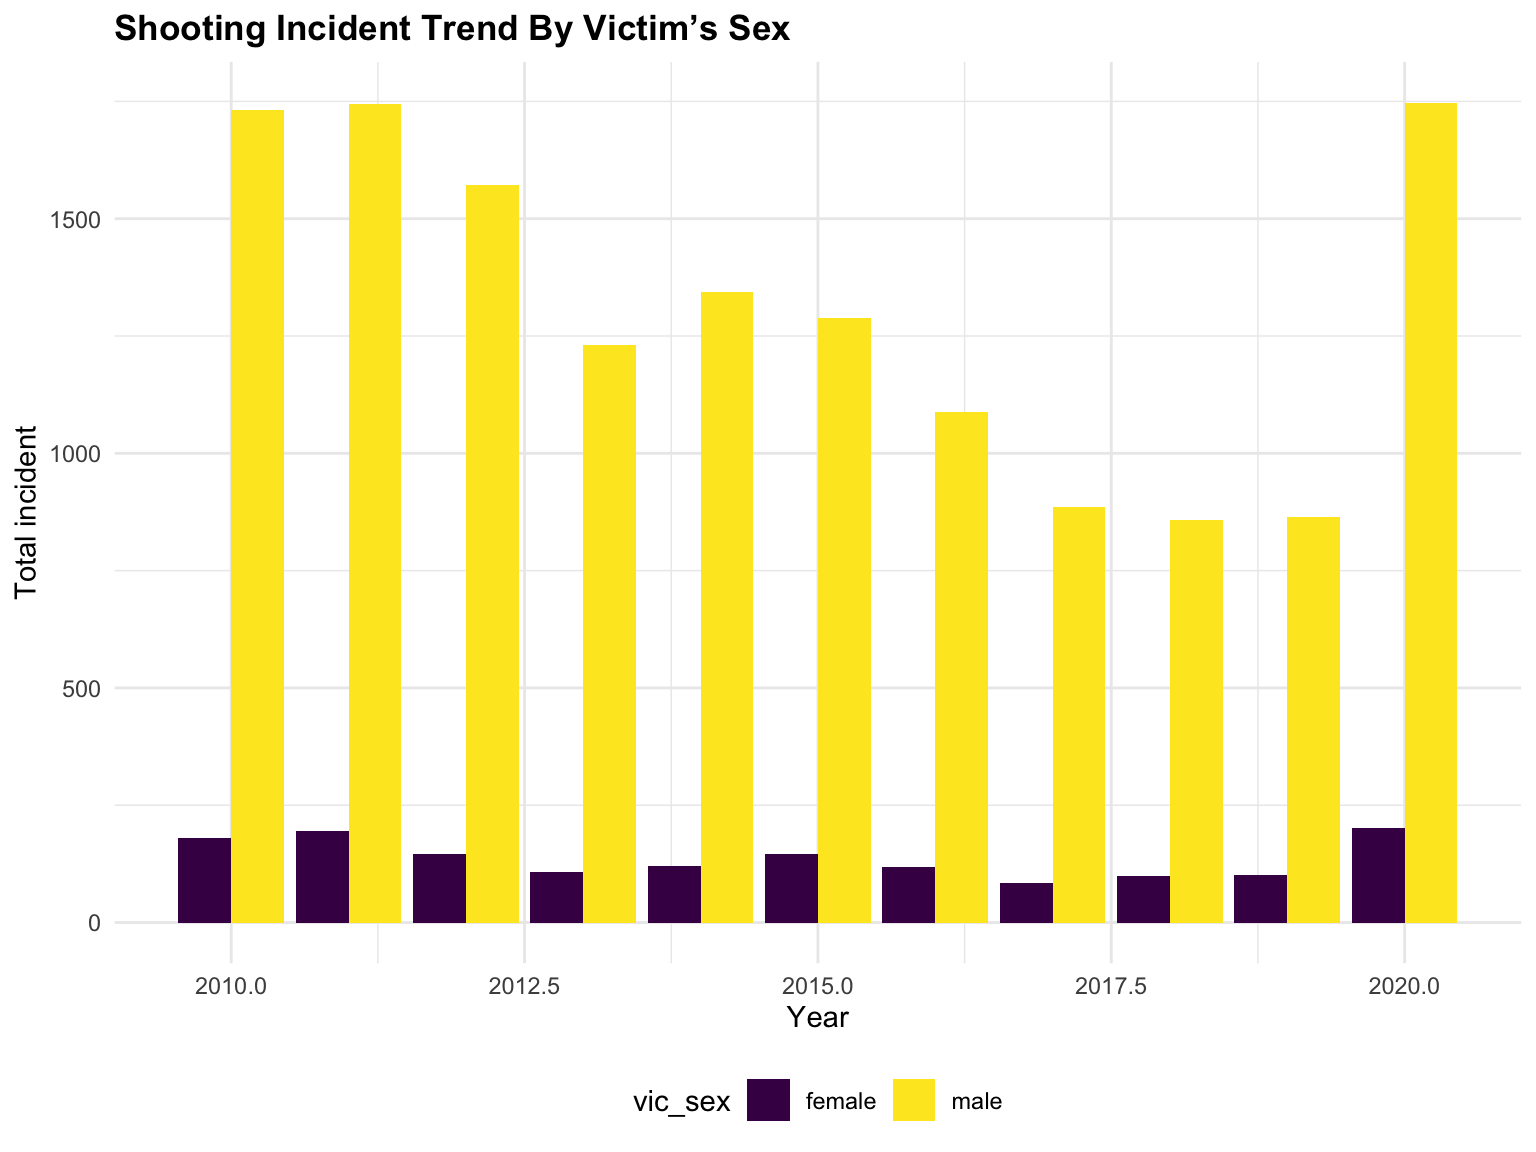 Shooting Incident Trend By Victim’s Sex
Total incident
1500
1000
500
0
2010.0 2012.5 2015.0 2017.5 2020.0
Year
vic_sex female male